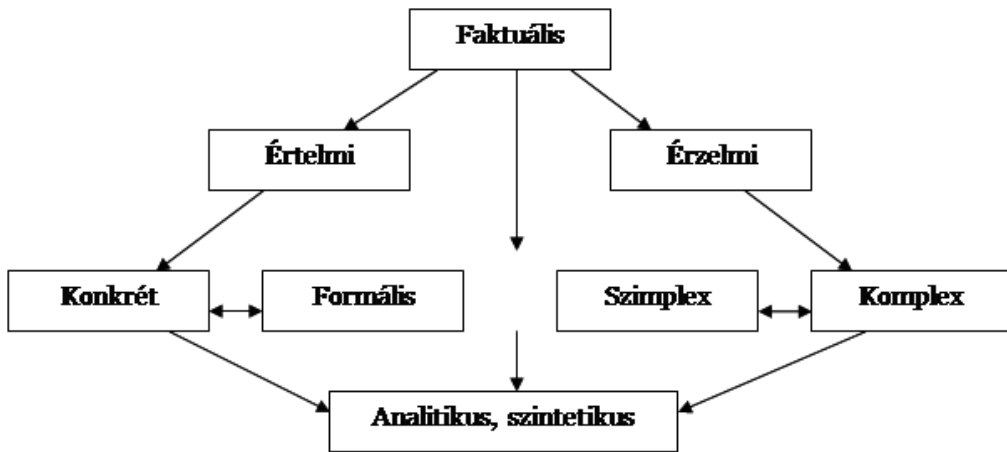 Faktuális
Értelmi
Érzelmi
Konkrét
Formális
Szimplex
Komplex
Analitikus, szintetikus